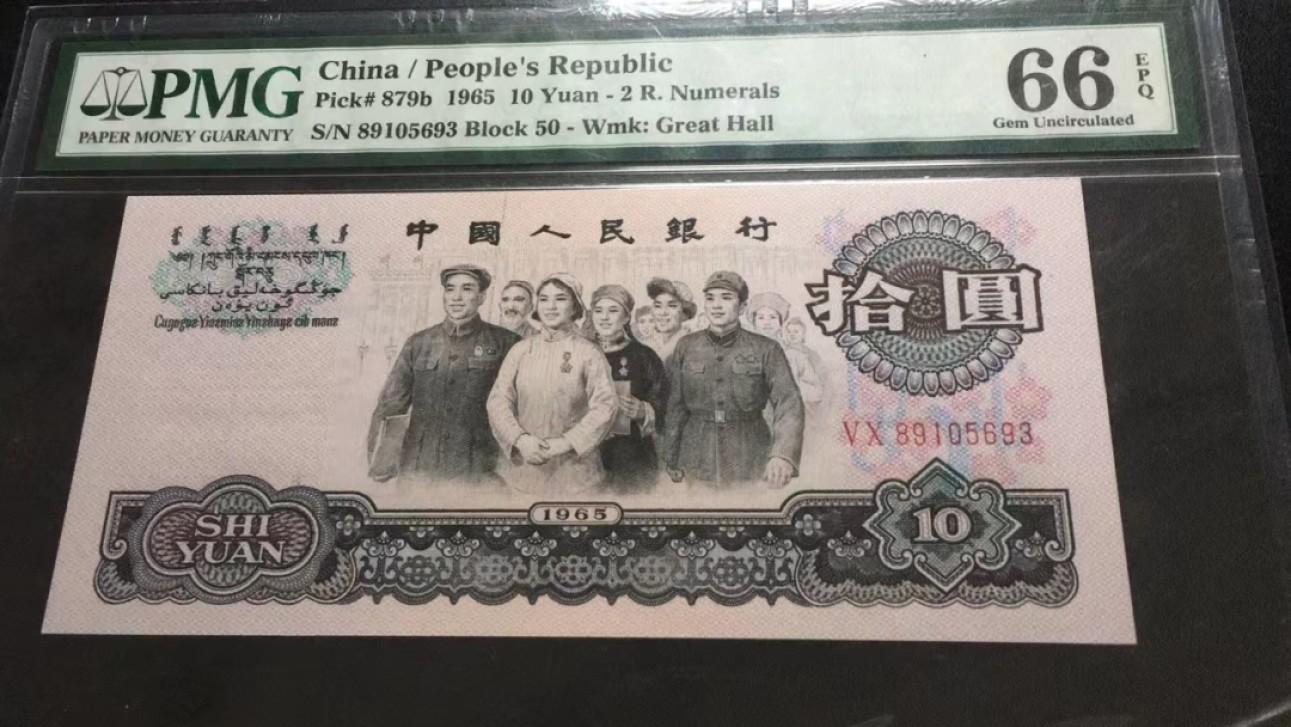 PMG
PAPER MONEY GUARANTY
China / People's Republic
Pick# 879b 1965 10 Yuan - 2 R. Numerals
S/N 89105693 Block 50 - Wmk: Great Hall
66 EPQ
Gem Uncirculated
中國人民銀行
拾圓
VX 89105693
1965
SHI
YUAN
10